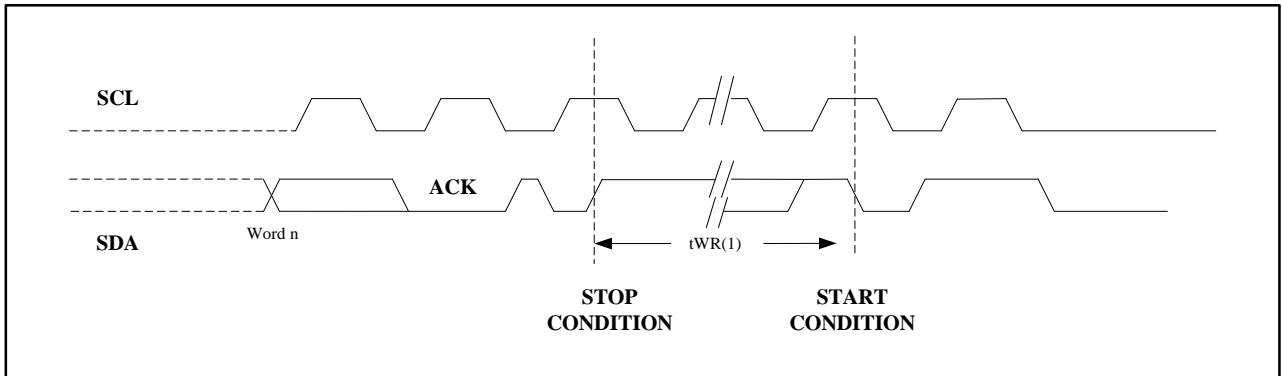 SCL
ACK
Word n
SDA
tWR(1)
STOP
CONDITION
START
CONDITION